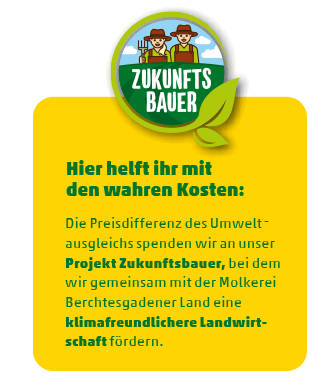 ZUKUNFTS
BAUER
Hier helft ihr mit
den wahren Kosten:
Die Preisdifferenz des Umwelt-
ausgleichs spenden wir an unser
Projekt Zukunftsbauer, bei dem
wir gemeinsam mit der Molkerei
Berchtesgadener Land eine
klimafreundlichere Landwirt-
schaft fördern.